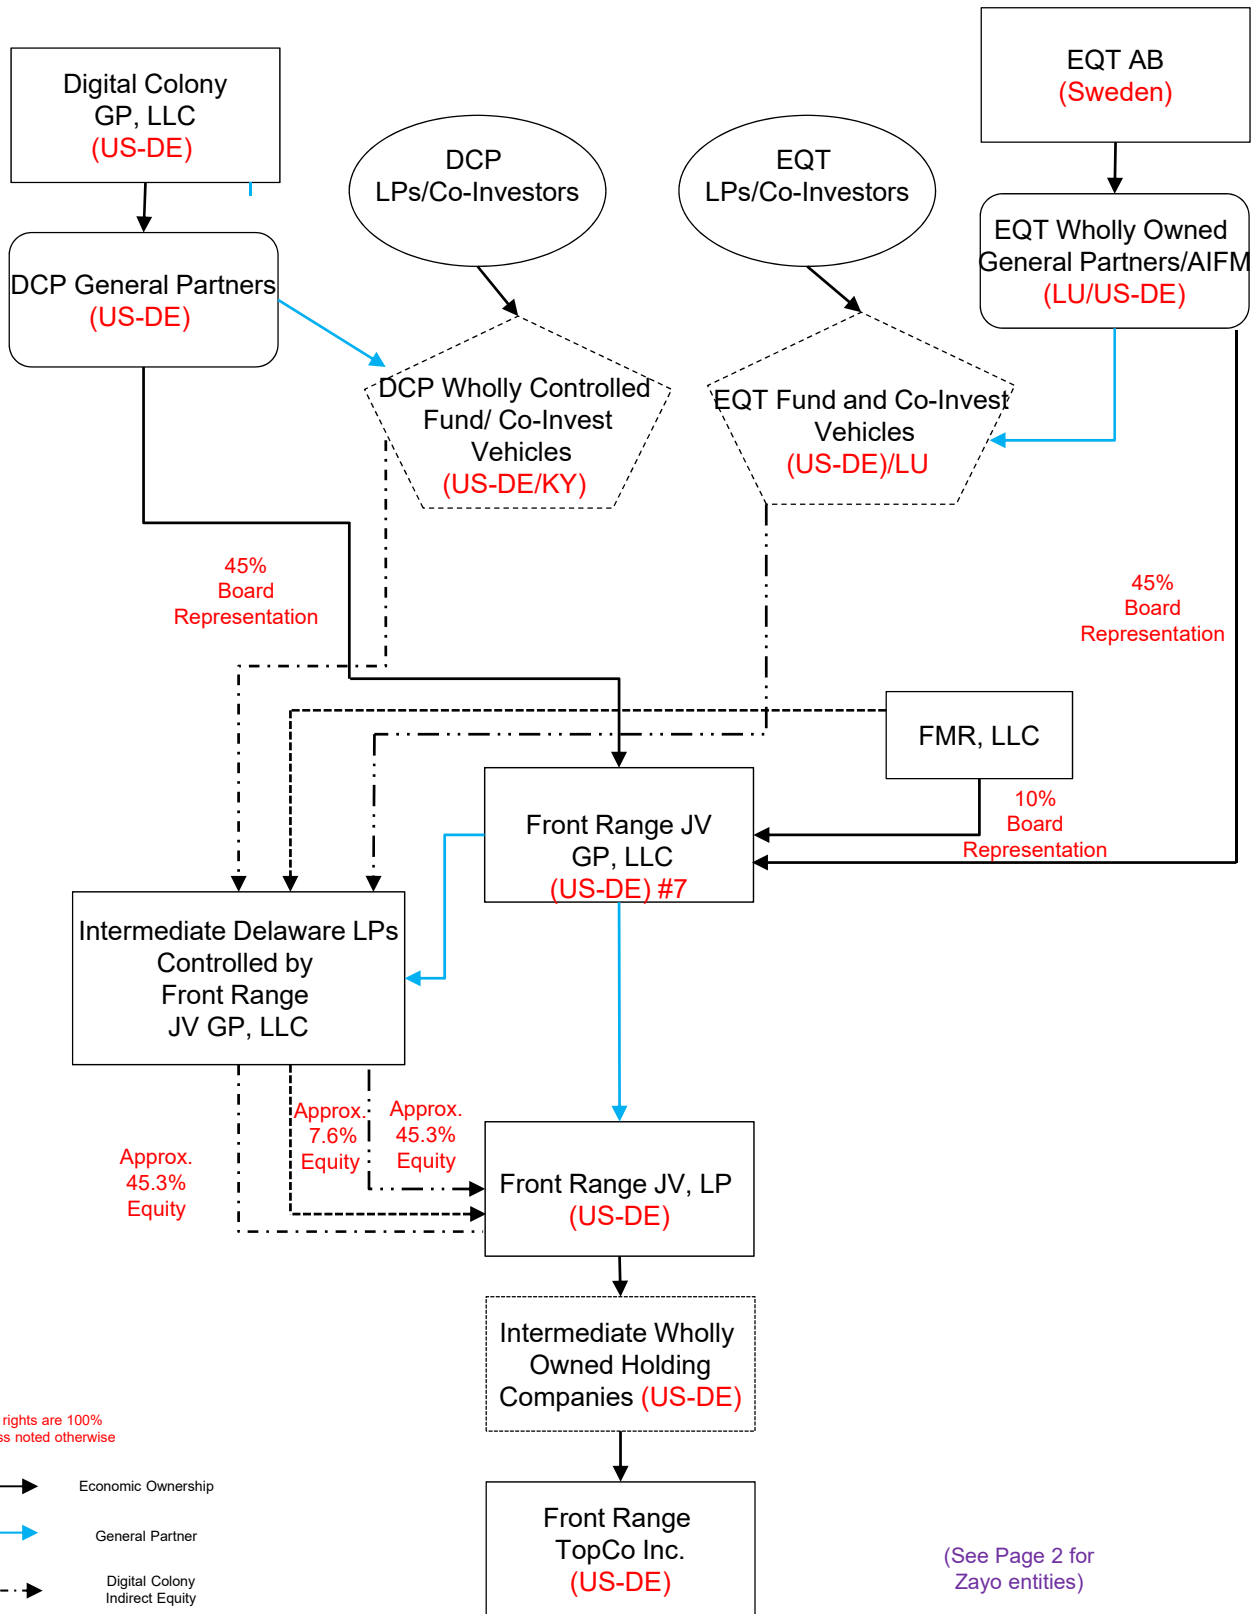 Digital Colony
GP, LLC
(US-DE)
DCP
LPs/Co-Investors
EQT
LPs/Co-Investors
EQT AB
(Sweden)
DCP General Partners
(US-DE)
EQT Wholly Owned
General Partners/AIFM
(LU/US-DE)
DCP Wholly Controlled
Fund/ Co-Invest
Vehicles
(US-DE/KY)
EQT Fund and Co-Invest
Vehicles
(US-DE)/LU
45%
Board
Representation
45%
Board
Representation
FMR, LLC
10%
Board
Representation
Front Range JV
GP, LLC
(US-DE) #7
Intermediate Delaware LPs
Controlled by
Front Range
JV GP, LLC
Approx.
45.3%
Equity
Approx.
7.6%
Equity
Approx.
45.3%
Equity
Front Range JV, LP
(US-DE)
Intermediate Wholly
Owned Holding
Companies (US-DE)
Front Range
TopCo Inc.
(US-DE)
rights are 100%
ss noted otherwise
Economic Ownership
General Partner
Digital Colony
Indirect Equity
(See Page 2 for
Zayo entities)